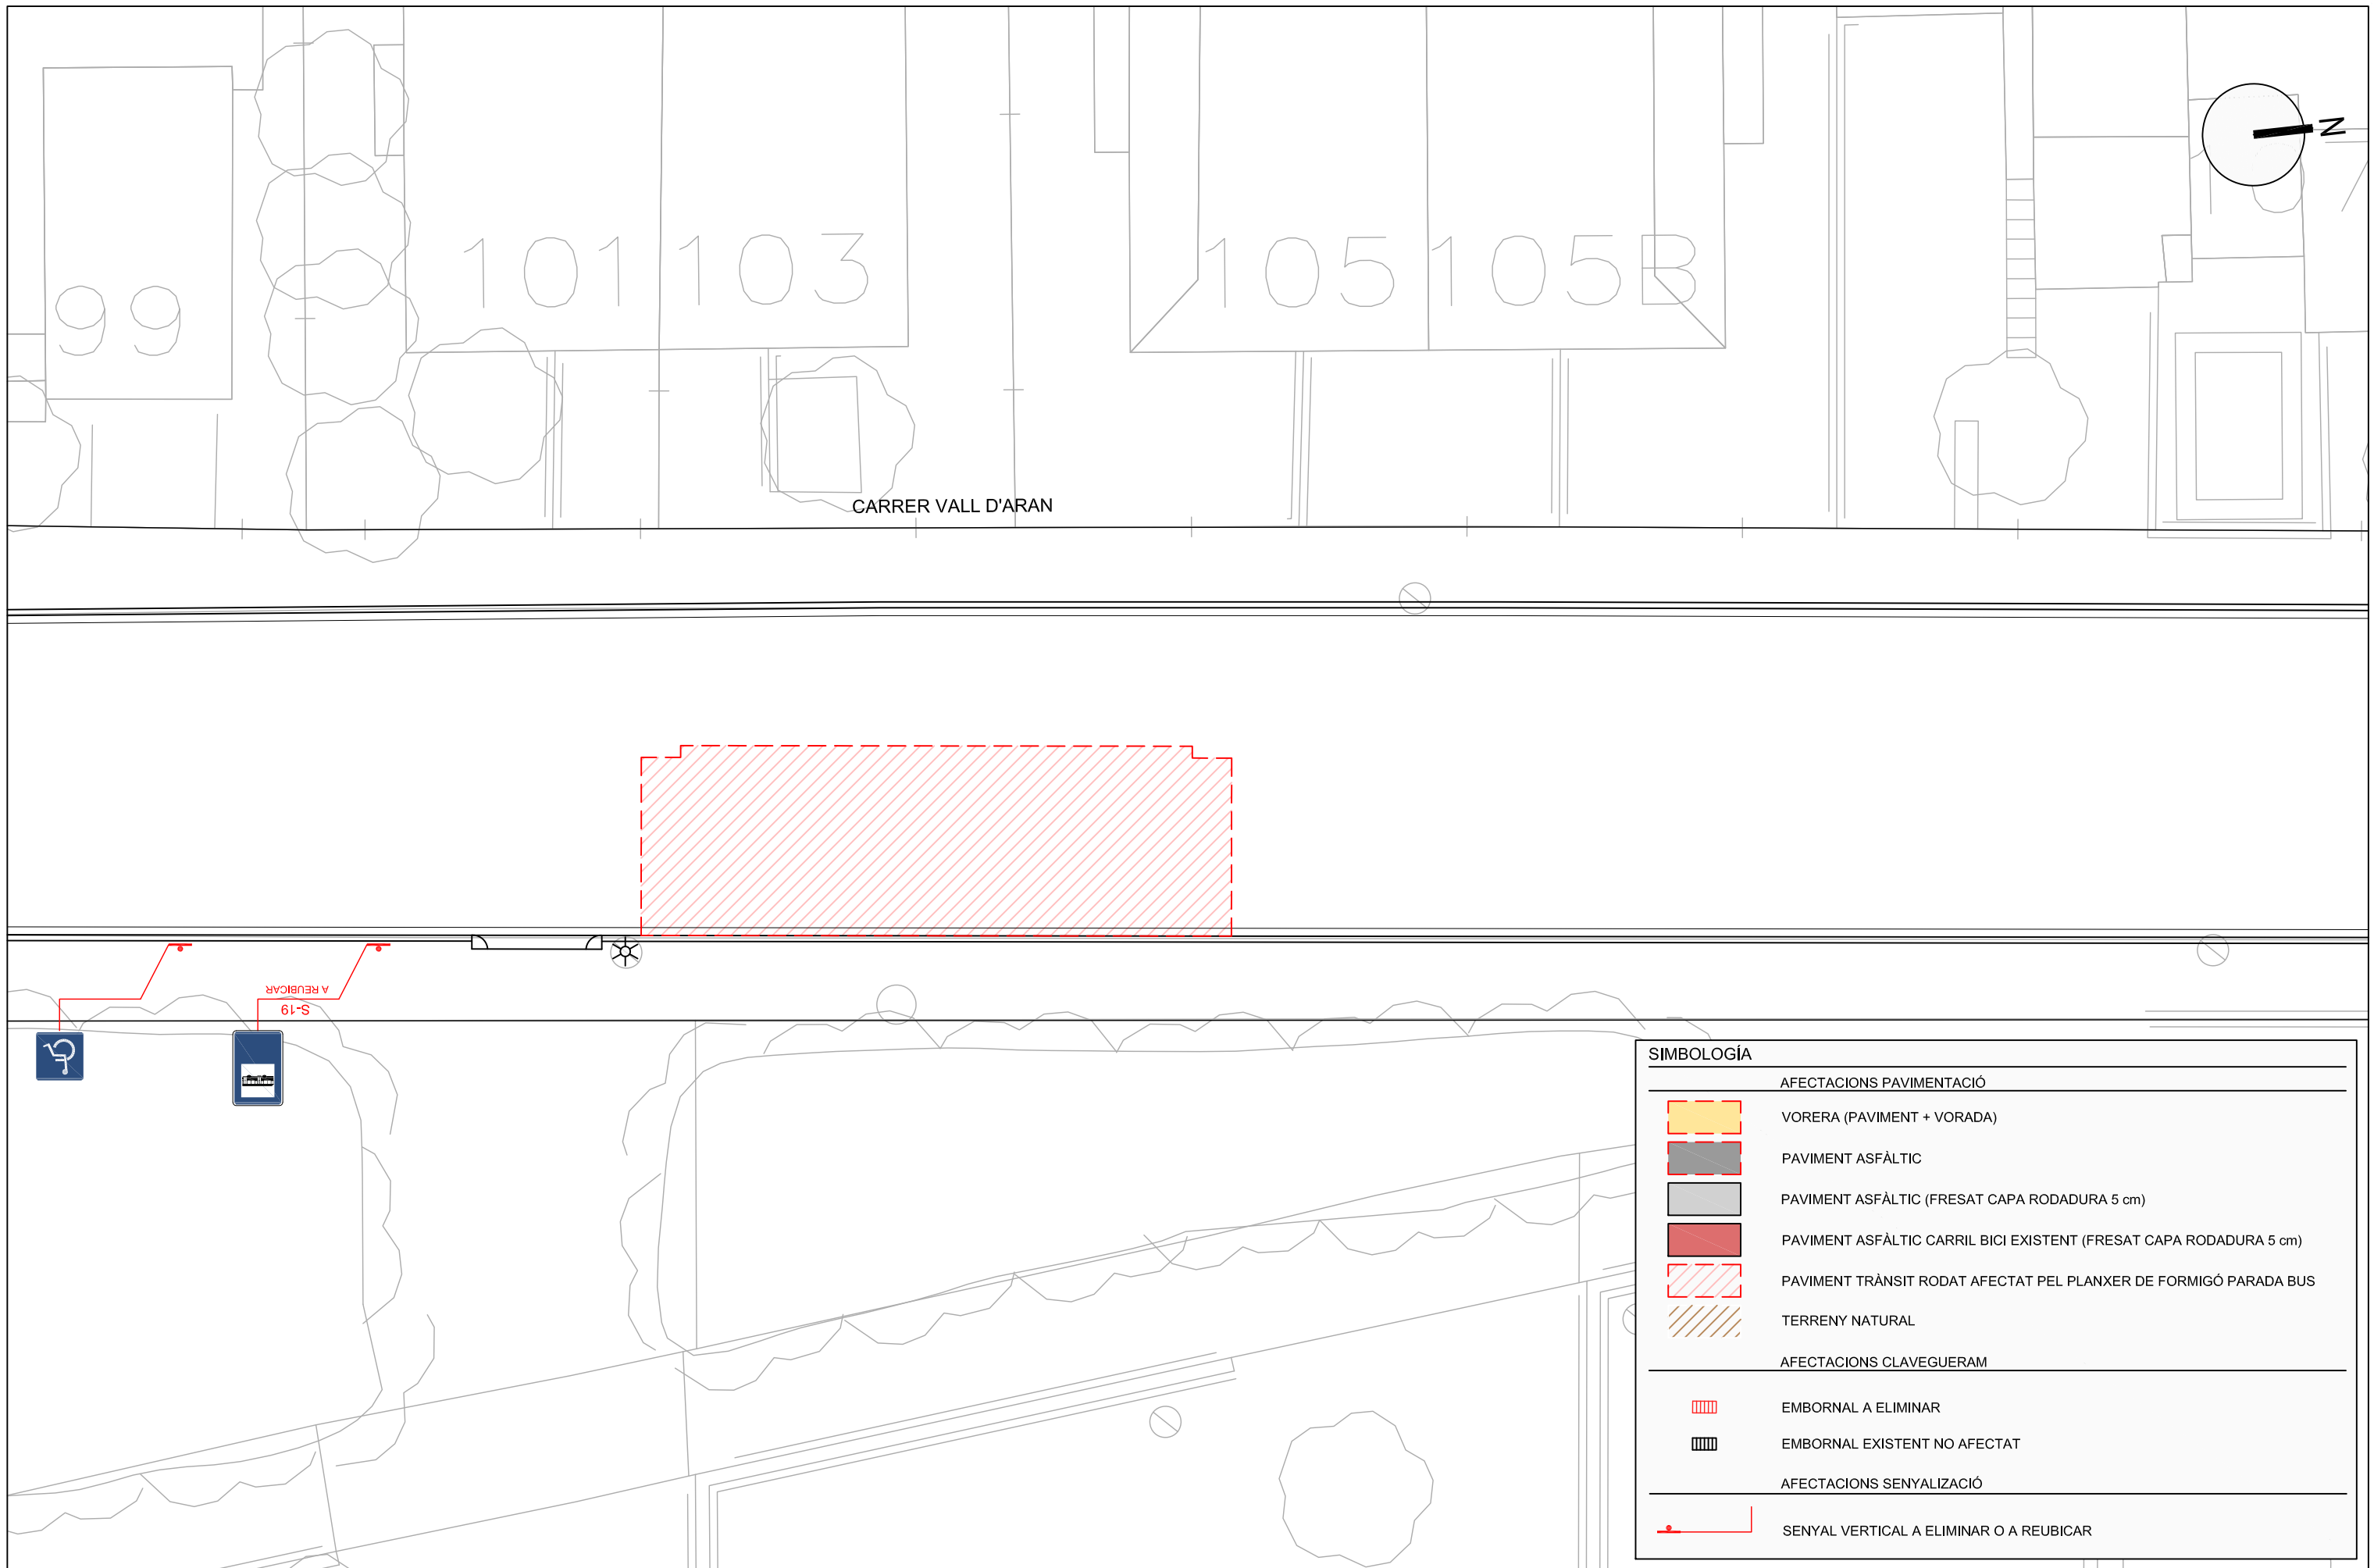 N
99
101
103
105
105B
CARRER VALL D'ARAN
A REUBICAR
S-19
SIMBOLOGÍA
AFECTACIONS PAVIMENTACIÓ
VORERA (PAVIMENT + VORADA)
PAVIMENT ASFÀLTIC
PAVIMENT ASFÀLTIC (FRESAT CAPA RODADURA 5 cm)
PAVIMENT ASFÀLTIC CARRIL BICI EXISTENT (FRESAT CAPA RODADURA 5 cm)
PAVIMENT TRÀNSIT RODAT AFECTAT PEL PLANXER DE FORMIGÓ PARADA BUS
TERRENY NATURAL
AFECTACIONS CLAVEGUERAM
EMBORNAL A ELIMINAR
EMBORNAL EXISTENT NO AFECTAT
AFECTACIONS SENYALIZACIÓ
SENYAL VERTICAL A ELIMINAR O A REUBICAR